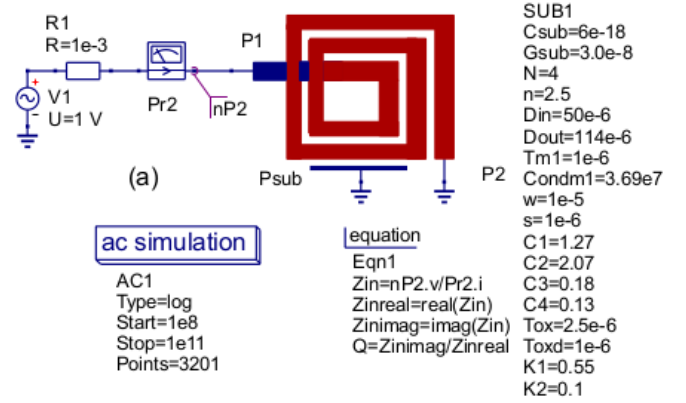 R1
R=1e-3
V1
U=1 V
Pr2
nP2
P1
Psub
P2
(a)
SUB1
Csub=6e-18
Gsub=3.0e-8
N=4
n=2.5
Din=50e-6
Dout=114e-6
Tm1=1e-6
Condm1=3.69e7
w=1e-5
s=1e-6
C1=1.27
C2=2.07
C3=0.18
C4=0.13
Tox=2.5e-6
Toxd=1e-6
K1=0.55
K2=0.1
ac simulation
AC1
Type=log
Start=1e8
Stop=1e11
Points=3201
equation
Eqn1
Zin=nP2.v/Pr2.i
Zinreal=real(Zin)
Zinimag=imag(Zin)
Q=Zinimag/Zinreal